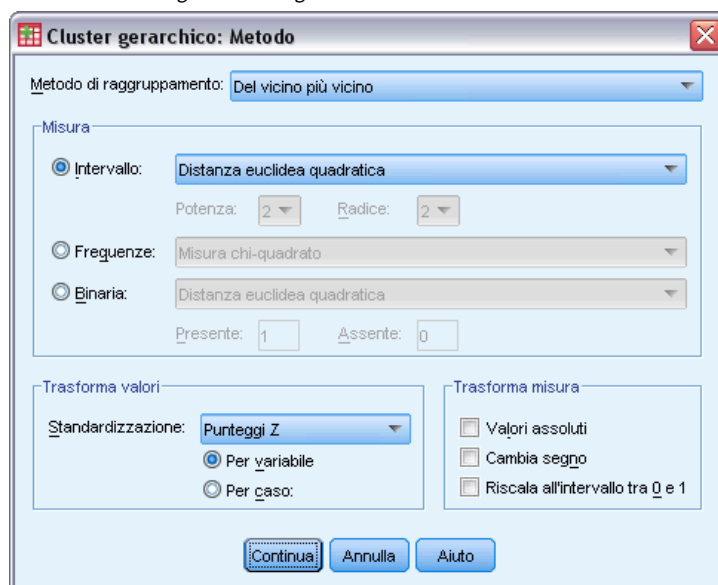 Cluster gerarchico: Metodo
Metodo di raggruppamento: Del vicino più vicino
Misura
Intervallo: Distanza euclidea quadratica
Potenza: 2 Radice: 2
Frequenze: Misura chi-quadrato
Binaria: Distanza euclidea quadratica
Presente: 1 Assente: 0
Trasforma valori
Standardizzazione: Punteggi Z
Per variabile
Per caso:
Trasforma misura
Valori assoluti
Cambia segno
Riscala all'intervallo tra 0 e 1
Continua Annulla Aiuto